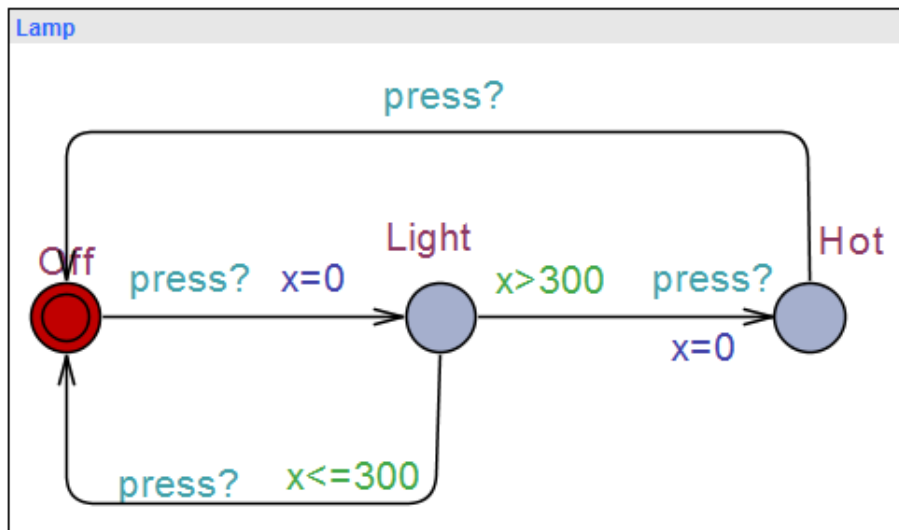 Lamp
press?
Off
Light
Hot
press? x=0
x>300 press?
x=0
press? x<=300